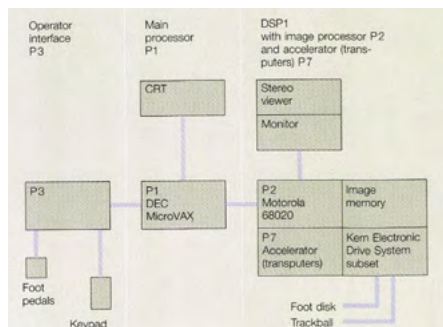 Operator
interface
P3
Main
processor
P1
DSP1
with image processor P2
and accelerator (trans-
puters) P7
CRT
Stereo
viewer
Monitor
P3
P1
DEC
MicroVAX
P2
Motorola
68020
Image
memory
P7
Accelerator
(transputers)
Kern Electronic
Drive System
subset
Foot
pedals
Keypad
Foot disk
Trackball